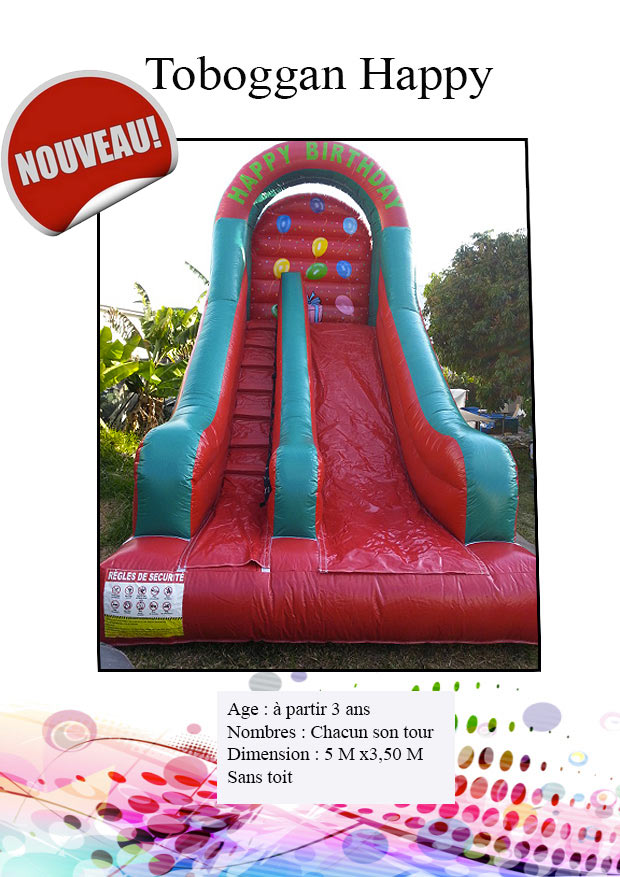 Toboggan Happy
NOUVEAU!
HAPPY BIRTHDAY
RÈGLES DE SECURITÉ
Age : à partir 3 ans
Nombres : Chacun son tour
Dimension : 5 M x3,50 M
Sans toit